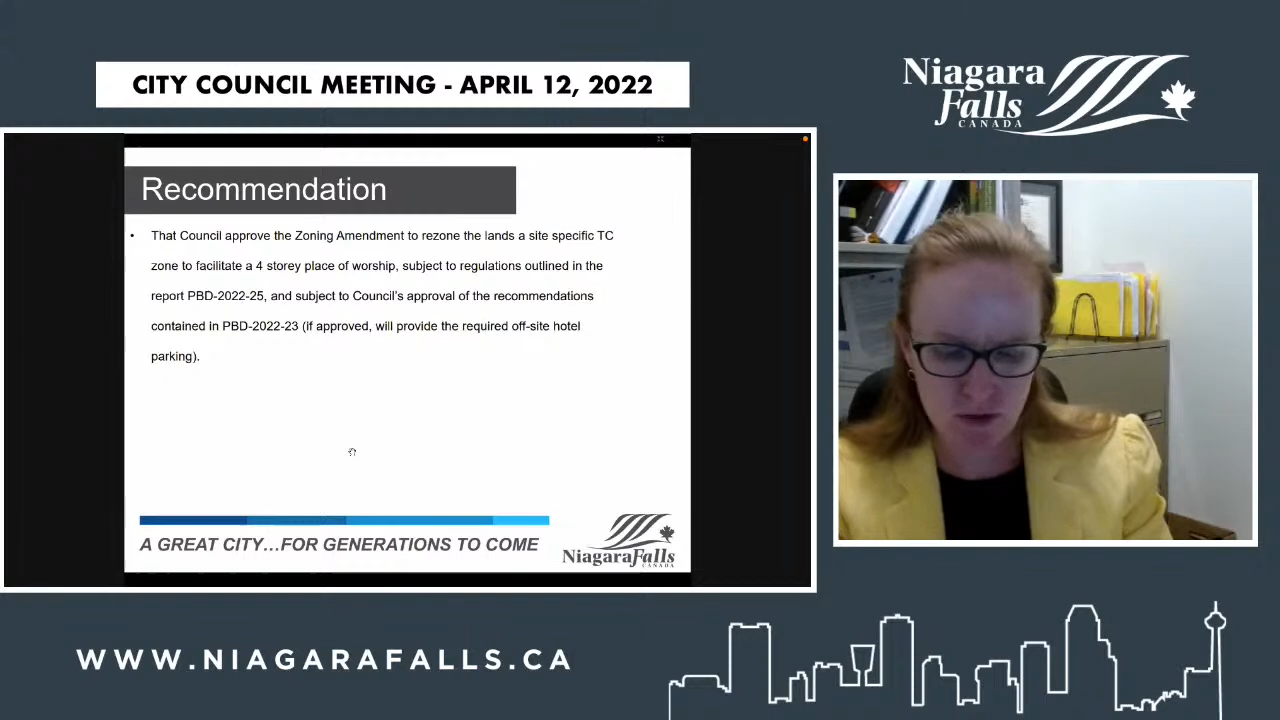 CITY COUNCIL MEETING - APRIL 12, 2022
Niagara
Falls
CANADA
Recommendation
• That Council approve the Zoning Amendment to rezone the lands a site specific TC
zone to facilitate a 4 storey place of worship, subject to regulations outlined in the
report PBD-2022-25, and subject to Council's approval of the recommendations
contained in PBD-2022-23 (if approved, will provide the required off-site hotel
parking).
A GREAT CITY...FOR GENERATIONS TO COME
NiagaraFalls
CANADA
WWW.NIAGARAFALLS.CA